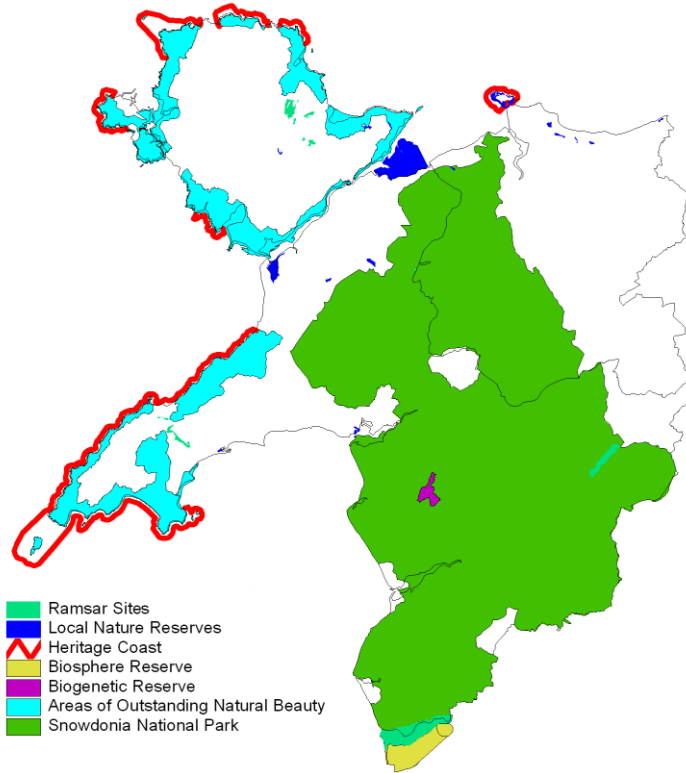 Ramsar Sites
Local Nature Reserves
Heritage Coast
Biosphere Reserve
Biogenetic Reserve
Areas of Outstanding Natural Beauty
Snowdonia National Park